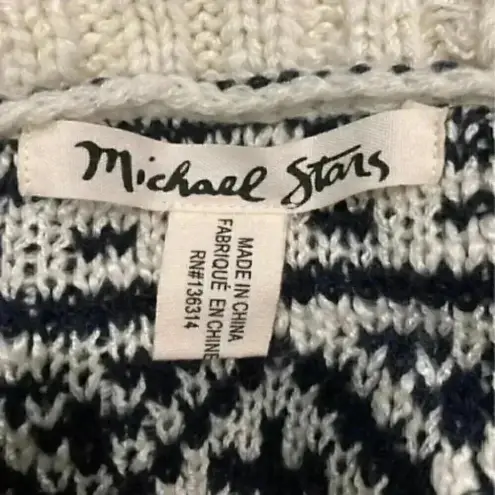 Michael Stars
MADE IN CHINA
FABRIQUÉ EN CHINE
RN#136314